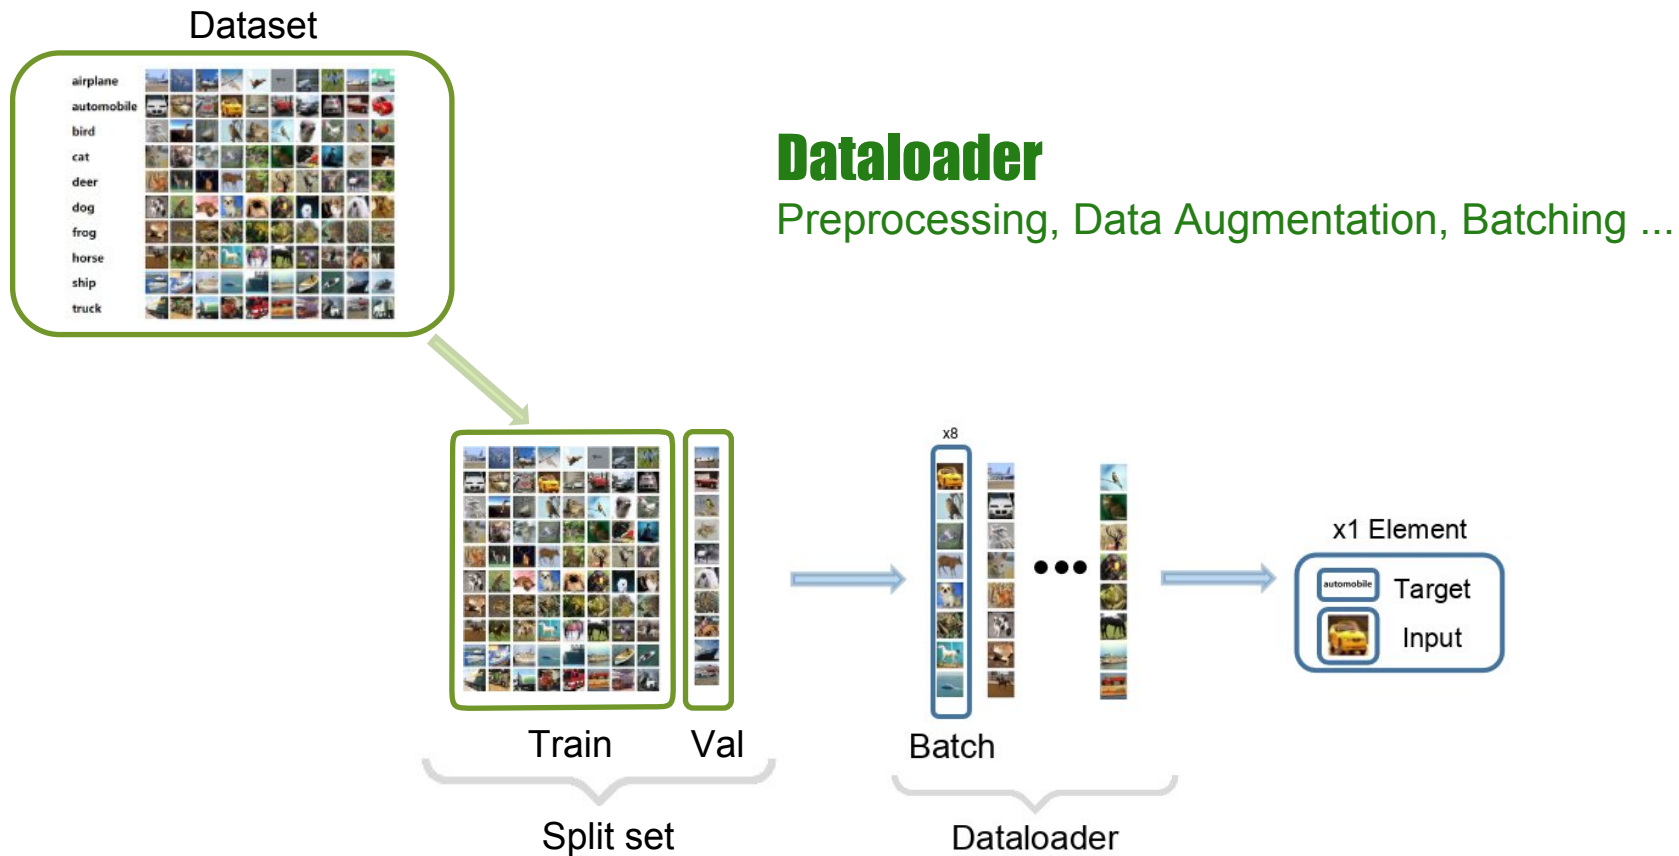 Dataset
airplane
automobile
bird
cat
deer
dog
frog
horse
ship
truck
Dataloader
Preprocessing, Data Augmentation, Batching ...
x8
x1 Element
automobile
Target
Input
Train
Val
Batch
Split set
Dataloader